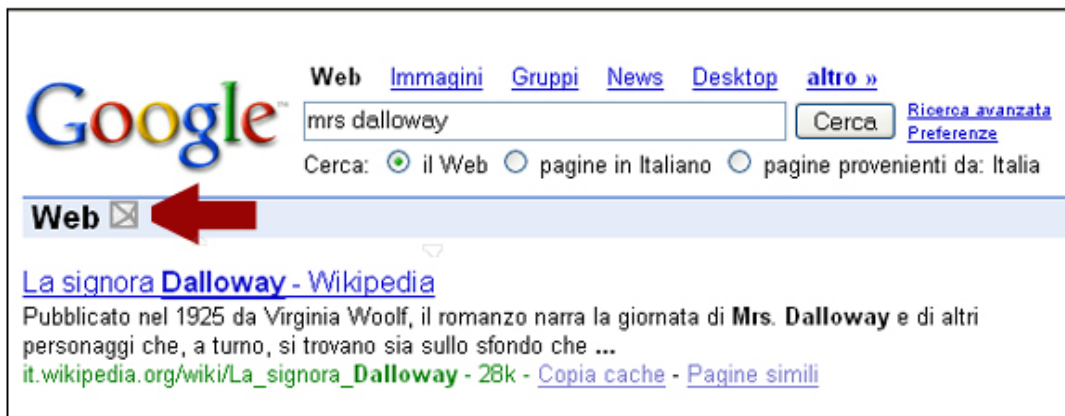 Web Immagini Gruppi News Desktop altro »
Google™
mrs dalloway Cerca Ricerca avanzata
Preferenze
Cerca: il Web pagine in Italiano pagine provenienti da: Italia
Web
La signora Dalloway - Wikipedia
Pubblicato nel 1925 da Virginia Woolf, il romanzo narra la giornata di Mrs. Dalloway e di altri
personaggi che, a turno, si trovano sia sullo sfondo che ...
it.wikipedia.org/wiki/La_signora_Dalloway - 28k - Copia cache - Pagine simili